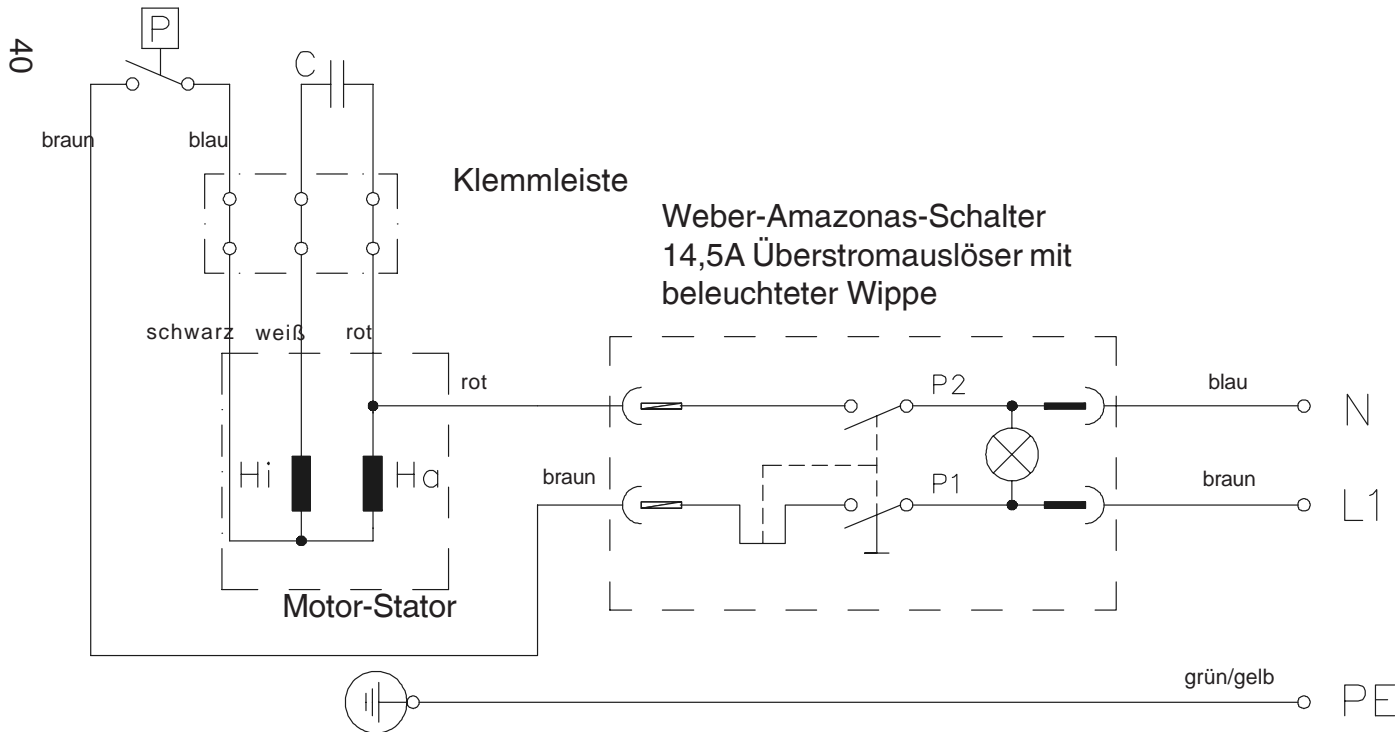 40
P
C
braun
blau
Klemmleiste
Weber-Amazonas-Schalter
14,5A Überstromauslöser mit
beleuchteter Wippe
schwarz weiß rot
rot
P2
blau
N
Hi
Ha
braun
P1
braun
L1
Motor-Stator
grün/gelb
PE